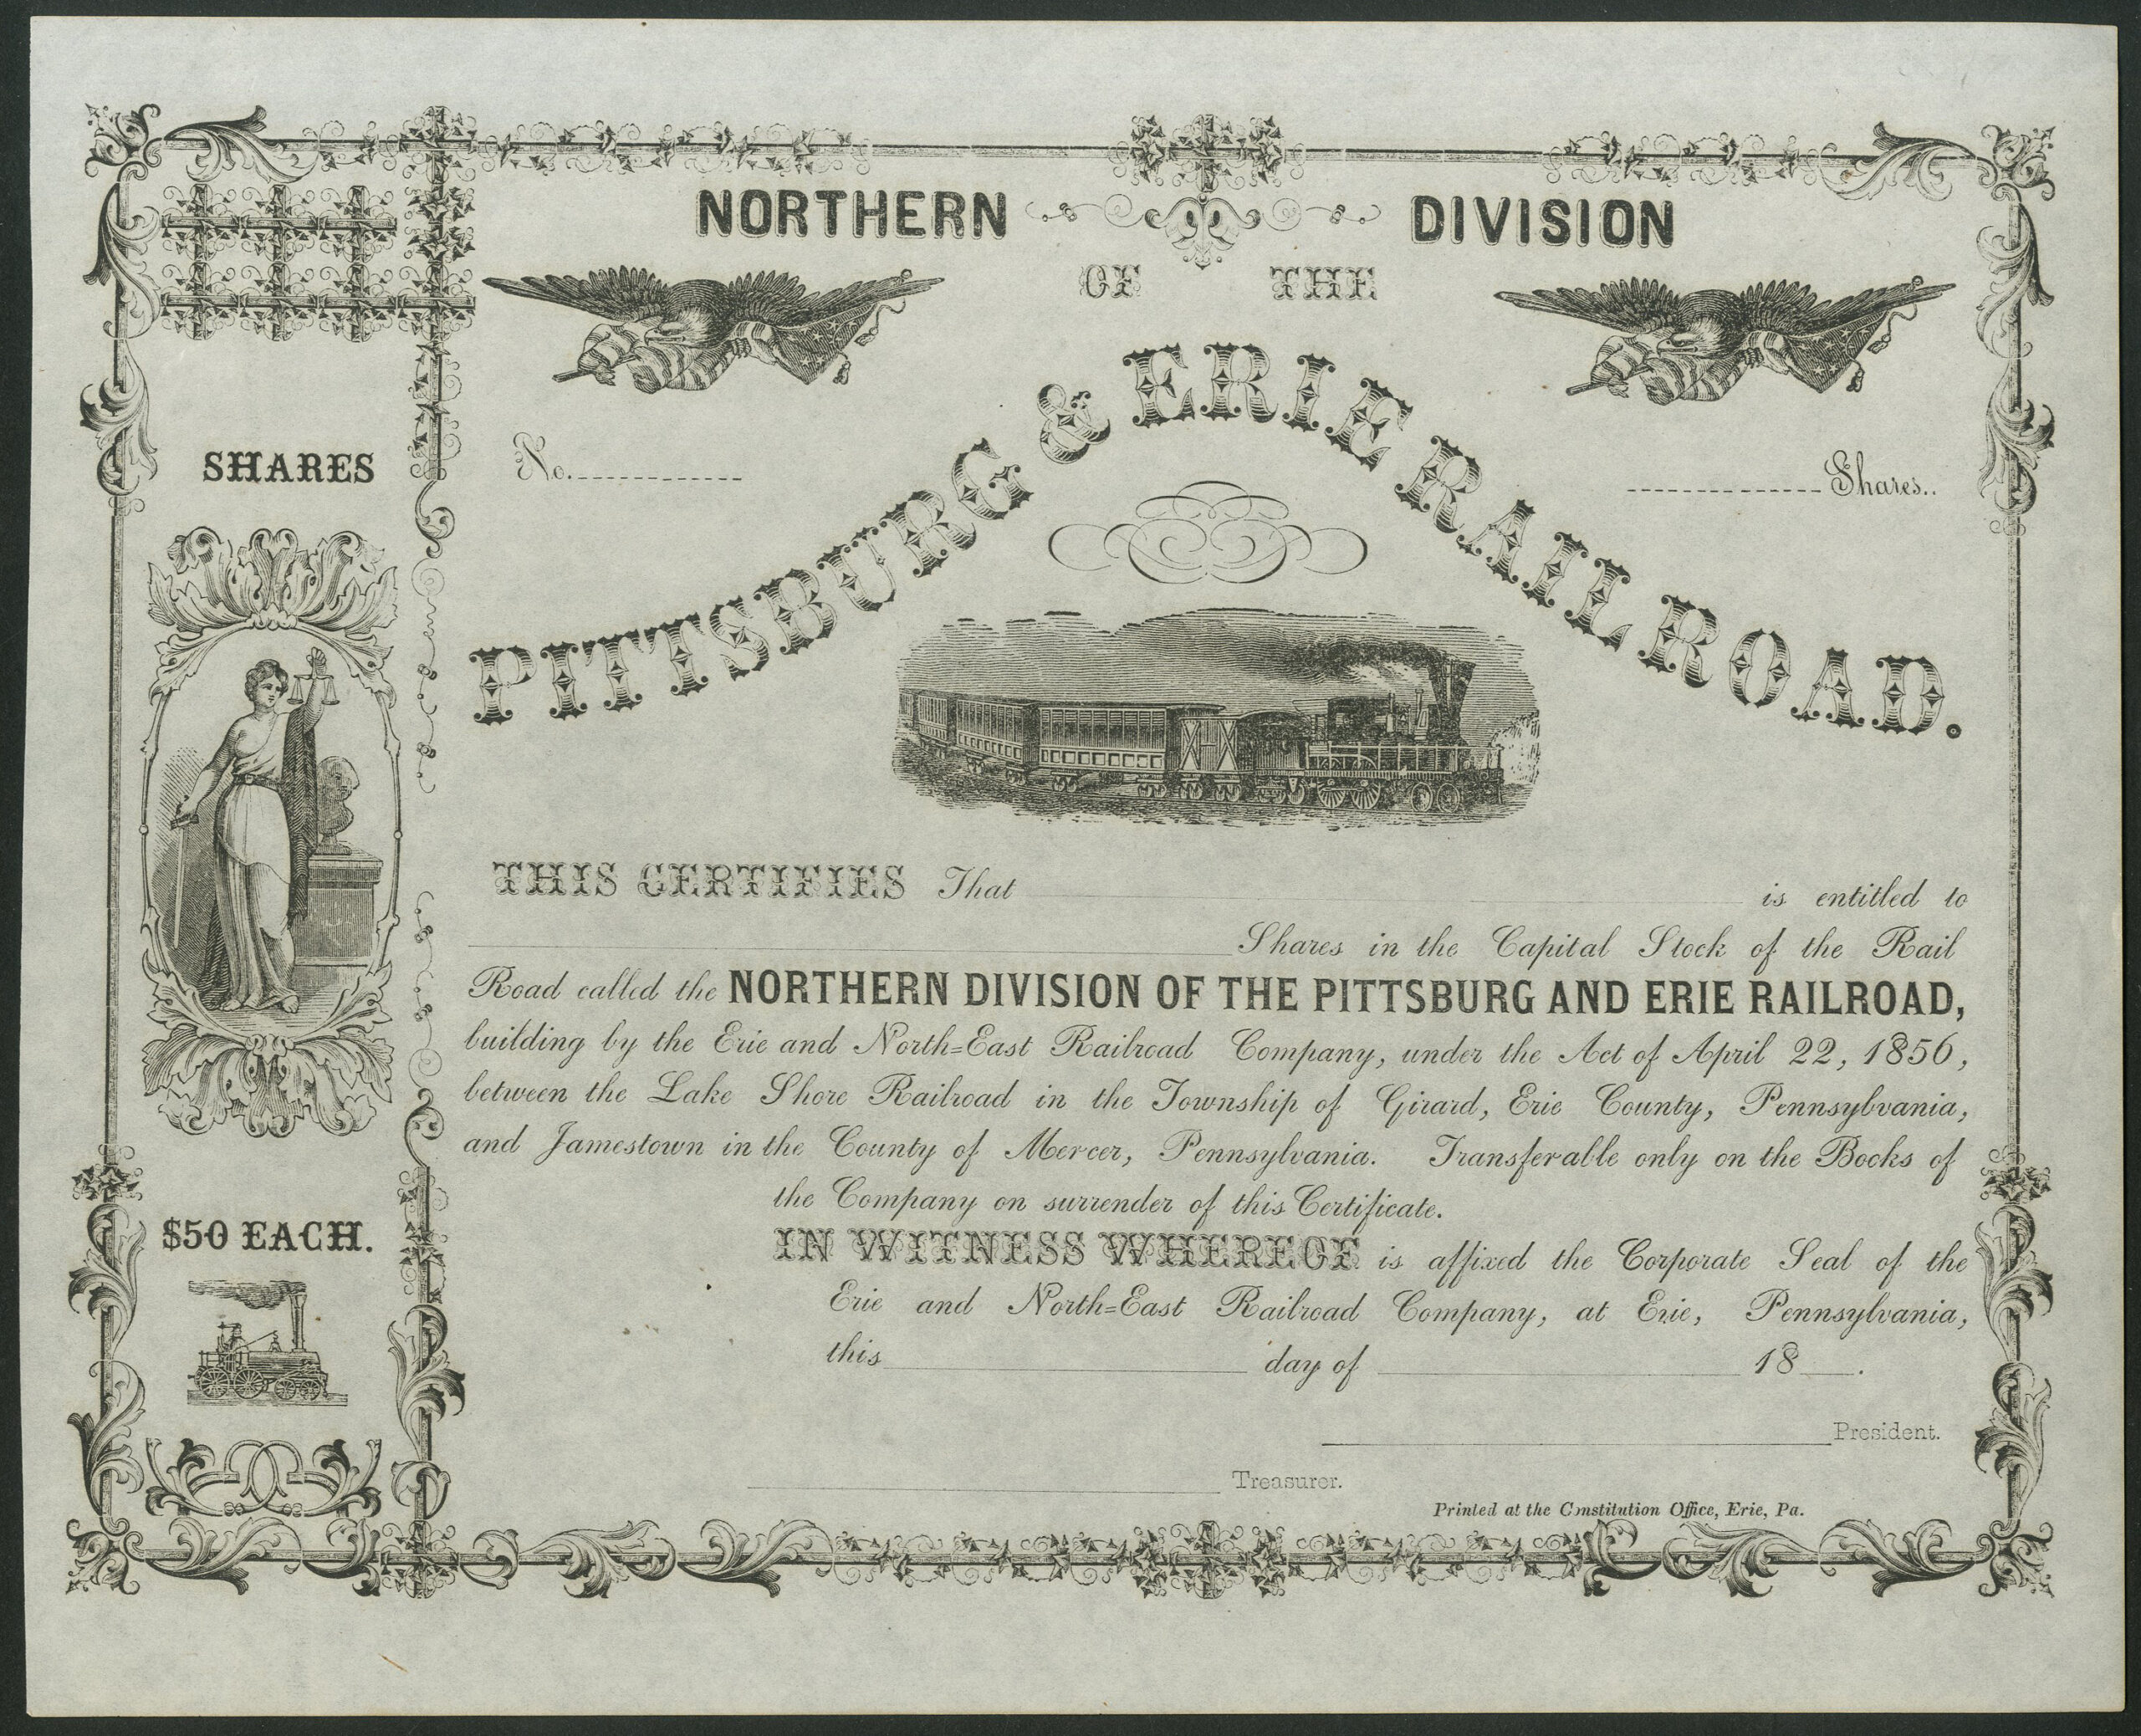 NORTHERN DIVISION
OF THE
PITTSBURG & ERIE RAILROAD.
SHARES
No.
Shares..
$50 EACH.
THIS CERTIFIES That is entitled to
Shares in the Capital Stock of the Rail
Road called the NORTHERN DIVISION OF THE PITTSBURG AND ERIE RAILROAD,
building by the Erie and North=East Railroad Company, under the Act of April 22, 1856,
between the Lake Shore Railroad in the Township of Girard, Erie County, Pennsylvania,
and Jamestown in the County of Mercer, Pennsylvania. Transferable only on the Books of
the Company on surrender of this Certificate.
IN WITNESS WHEREOF is affixed the Corporate Seal of the
Erie and North=East Railroad Company, at Erie, Pennsylvania,
this day of 18 .
President.
Treasurer.
Printed at the Cmstitution Office, Erie, Pa.